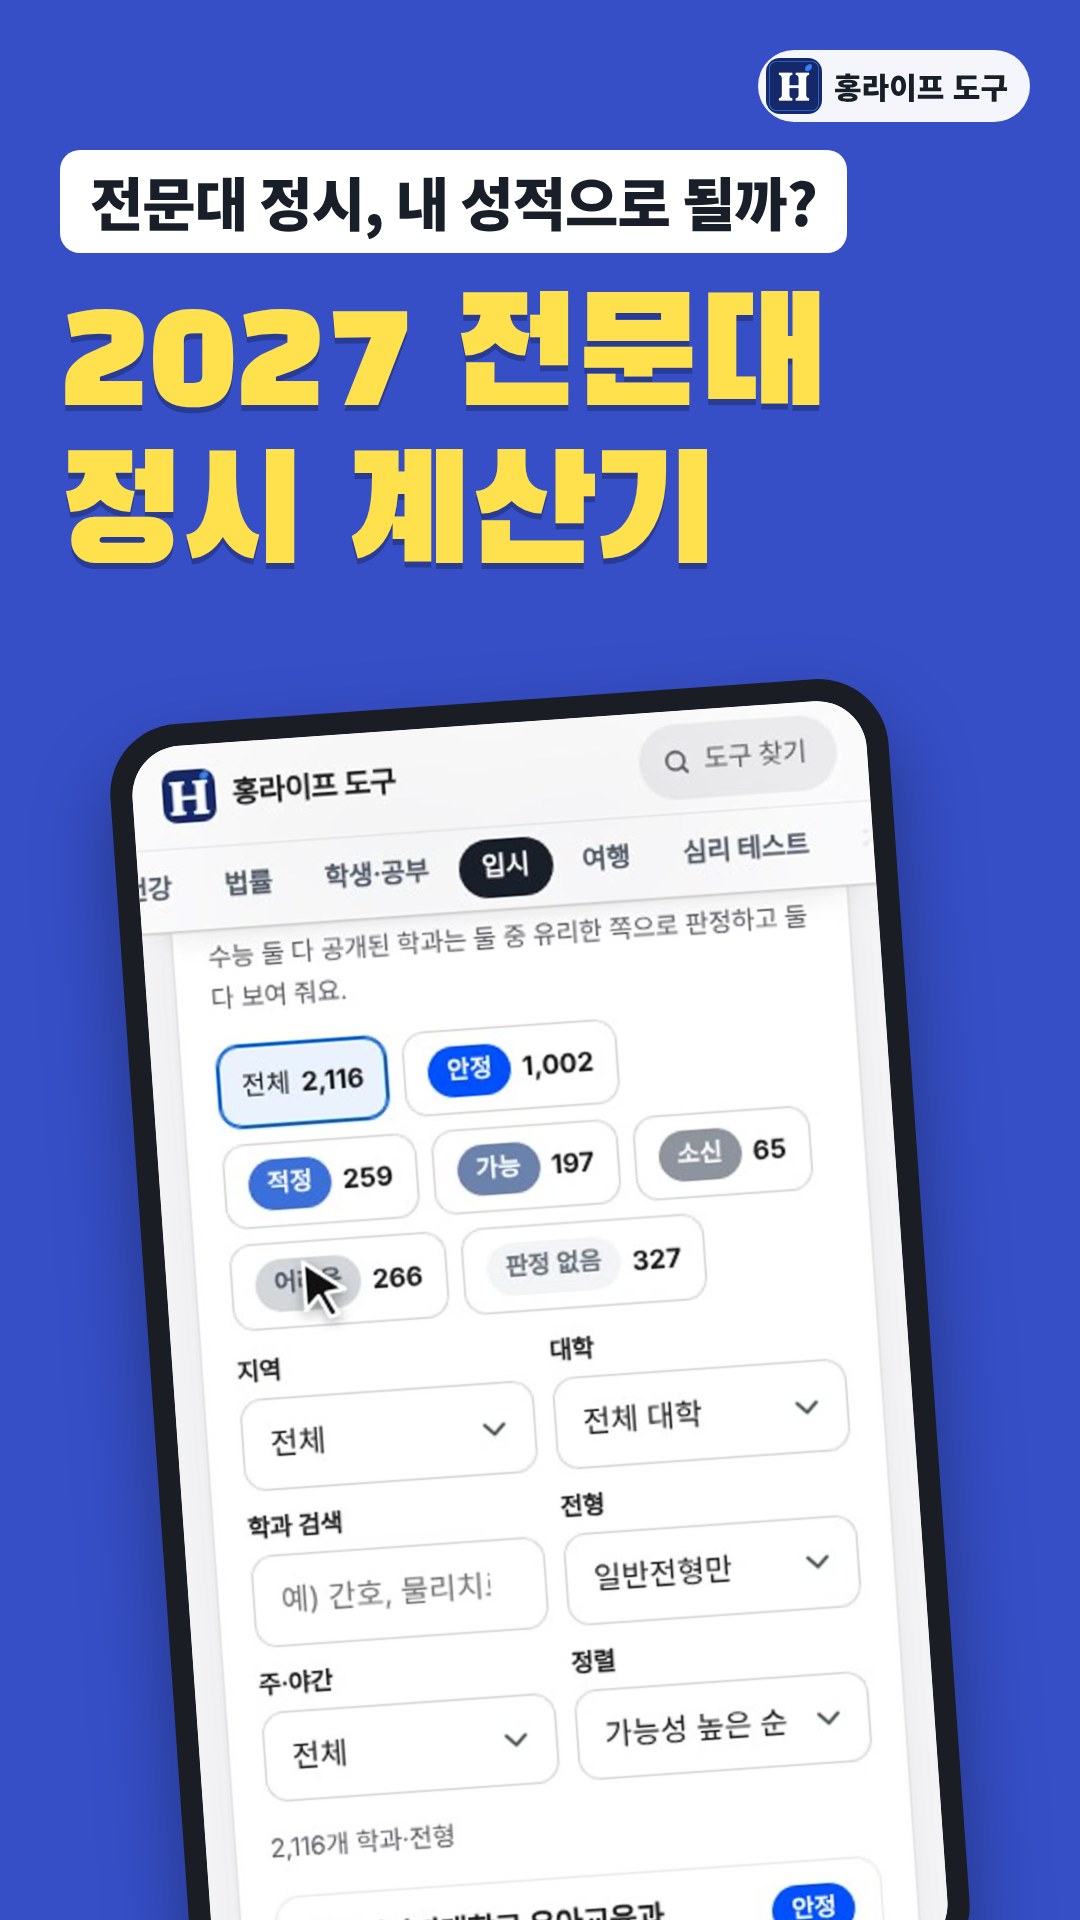 홍라이프 도구
전문대 정시, 내 성적으로 될까?
2027 전문대
정시 계산기
홍라이프 도구
도구 찾기
법률 학생·공부 입시 여행 심리 테스트
수능 둘 다 공개된 학과는 둘 중 유리한 쪽으로 판정하고 둘
다 보여 줘요.
전체 2,116 안정 1,002
적정 259 가능 197 소신 65
266 판정 없음 327
지역 대학
전체 전체 대학
학과 검색 전형
예) 간호, 물리치 일반전형만
주·야간 정렬
전체 가능성 높은 순
2,116개 학과·전형
유아교육과 안정